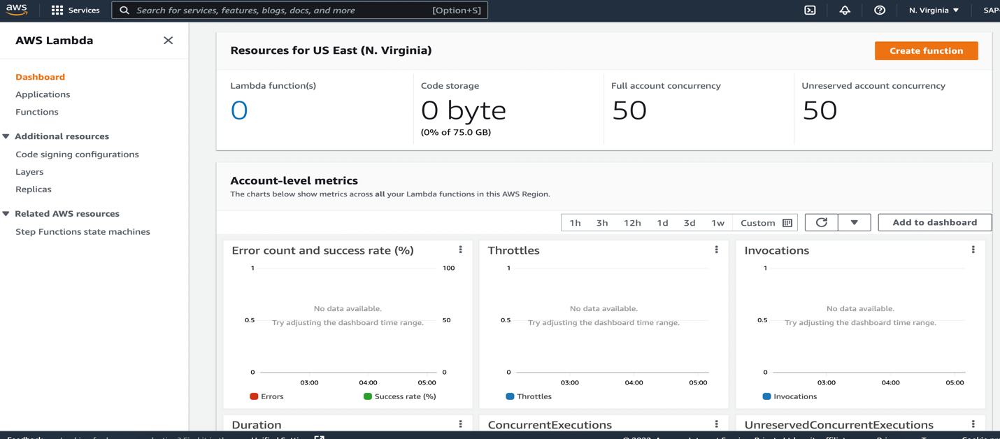 aws
Services
Search for services, features, blogs, docs, and more [Option+S]
N. Virginia
SAP-
AWS Lambda
Dashboard
Applications
Functions
Additional resources
Code signing configurations
Layers
Replicas
Related AWS resources
Step Functions state machines
Resources for US East (N. Virginia)
Create function
Lambda function(s)
0
Code storage
0 byte
(0% of 75.0 GB)
Full account concurrency
50
Unreserved account concurrency
50
Account-level metrics
The charts below show metrics across all your Lambda functions in this AWS Region.
1h 3h 12h 1d 3d 1w Custom
Add to dashboard
Error count and success rate (%)
1 100
No data available.
0.5 50
Try adjusting the dashboard time range.
0 0
03:00 04:00 05:00
Errors Success rate (%)
Throttles
1
No data available.
0.5
Try adjusting the dashboard time range.
0
03:00 04:00 05:00
Throttles
Invocations
1
No data available.
0.5
Try adjusting the dashboard time range.
0
03:00 04:00 05:00
Invocations
Duration
ConcurrentExecutions
UnreservedConcurrentExecutions